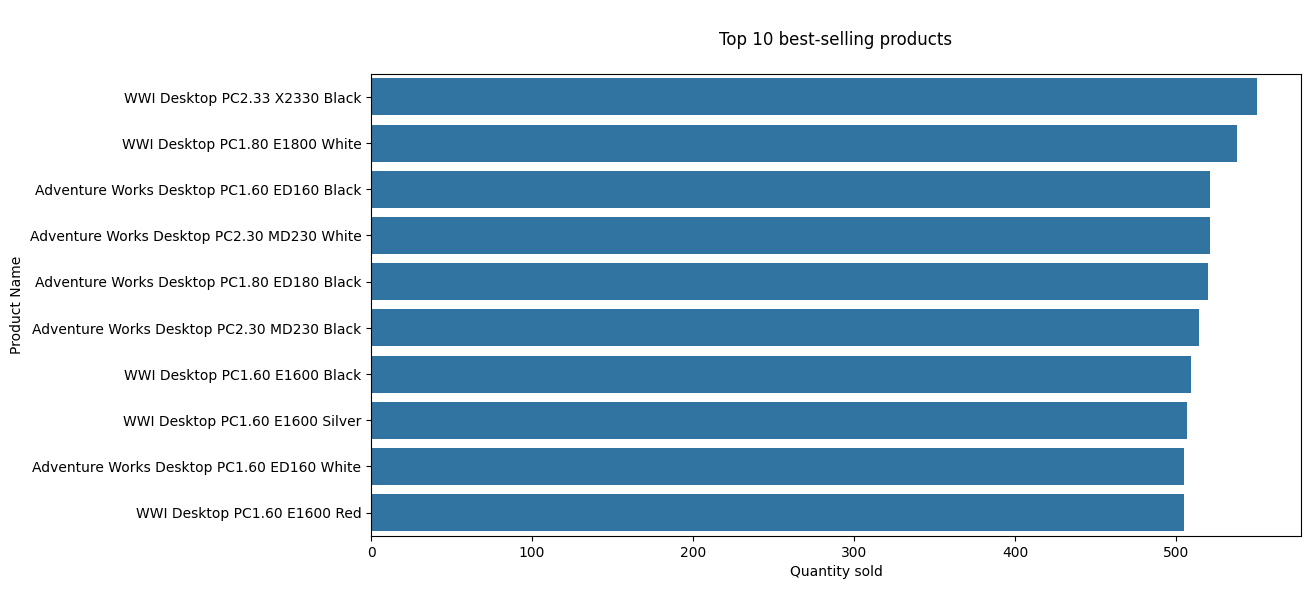 Top 10 best-selling products
Product Name
WWI Desktop PC2.33 X2330 Black
WWI Desktop PC1.80 E1800 White
Adventure Works Desktop PC1.60 ED160 Black
Adventure Works Desktop PC2.30 MD230 White
Adventure Works Desktop PC1.80 ED180 Black
Adventure Works Desktop PC2.30 MD230 Black
WWI Desktop PC1.60 E1600 Black
WWI Desktop PC1.60 E1600 Silver
Adventure Works Desktop PC1.60 ED160 White
WWI Desktop PC1.60 E1600 Red
0 100 200 300 400 500
Quantity sold